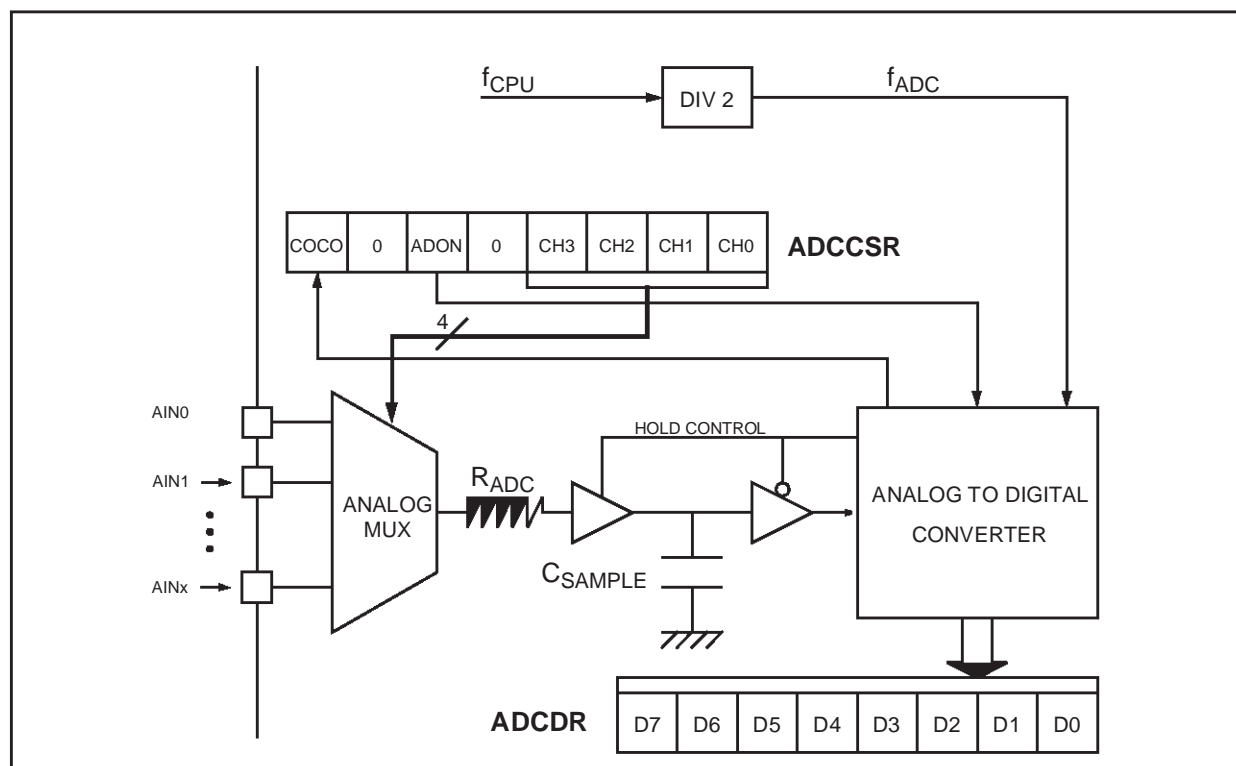 fCPU
DIV 2
fADC
COCO 0 ADON 0 CH3 CH2 CH1 CH0
ADCCSR
4
AIN0
HOLD CONTROL
AIN1
RADC
ANALOG
MUX
ANALOG TO DIGITAL
CONVERTER
CSAMPLE
AINx
ADCDR
D7 D6 D5 D4 D3 D2 D1 D0